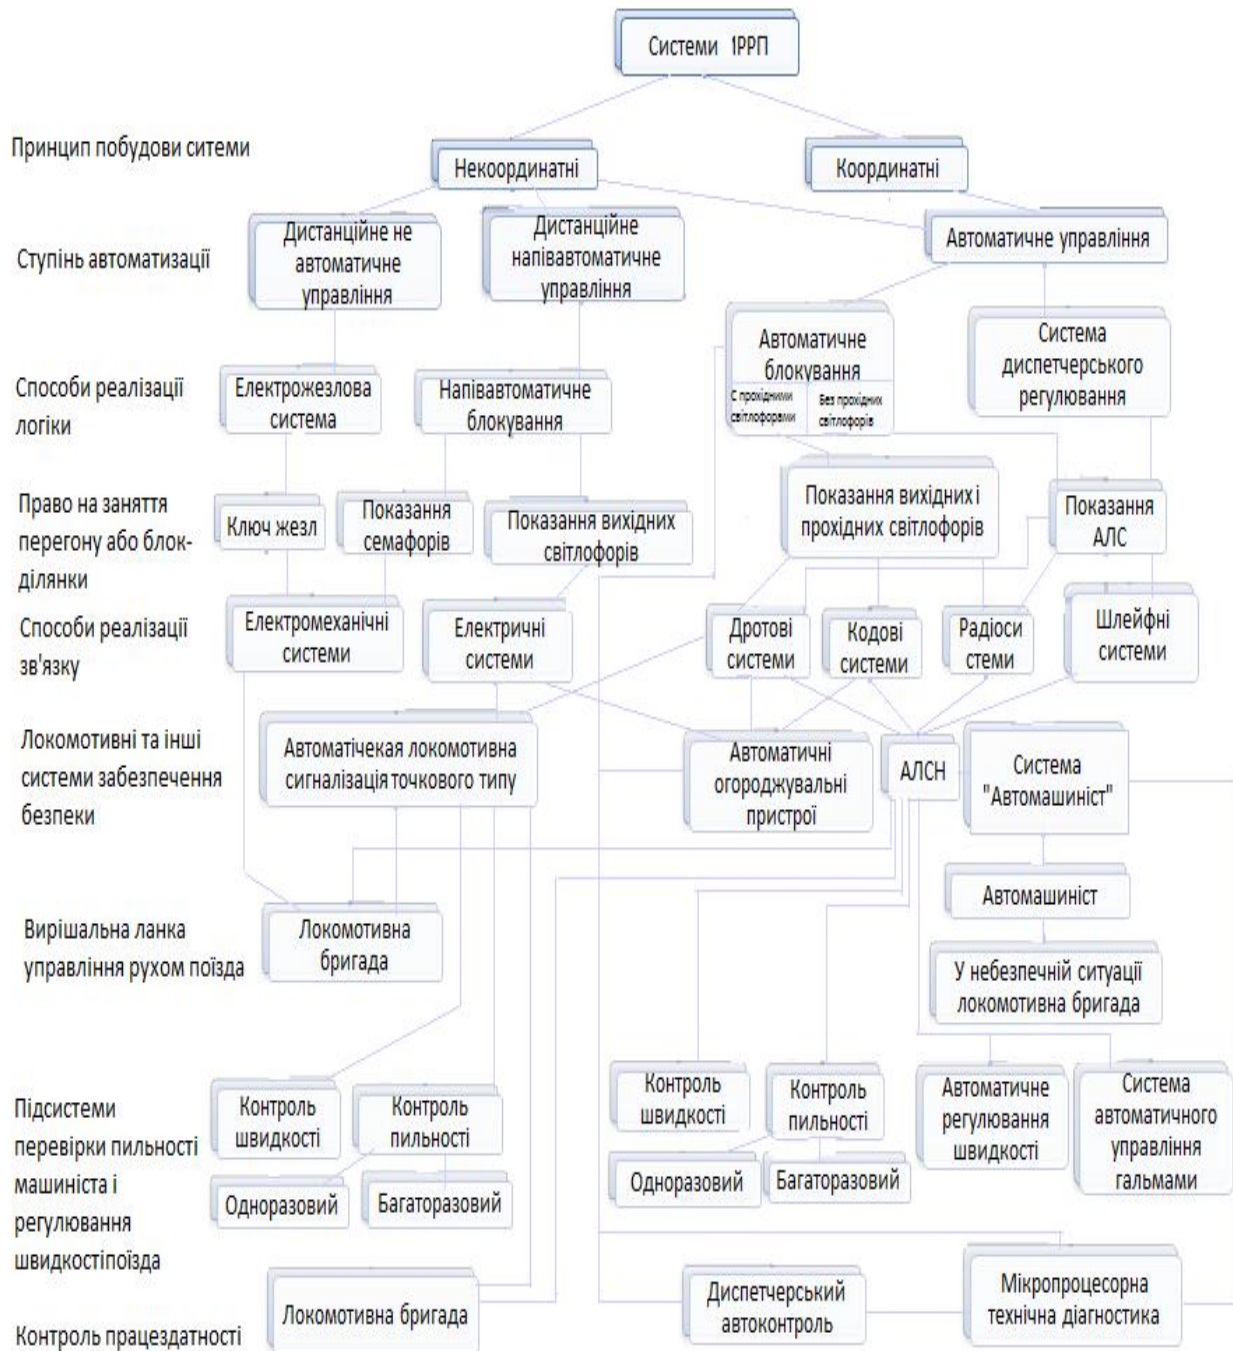 Системи 1РРП
Принцип побудови ситеми
Некоординатні
Координатні
Ступінь автоматизації
Дистанційне не
автоматичне
управління
Дистанційне
напівавтоматичне
управління
Автоматичне управління
Способи реалізації
логіки
Електрожезлова
система
Напівавтоматичне
блокування
Автоматичне
блокування
С прохідними
світлофорами
Без прохідних
світлофорів
Система
диспетчерського
регулювання
Право на заняття
перегону або блок-
ділянки
Ключ жезл
Показання
семафорів
Показання вихідних
світлофорів
Показання вихідних і
прохідних світлофорів
Показання
АЛС
Способи реалізації
зв'язку
Електромеханічні
системи
Електричні
системи
Дротові
системи
Кодові
системи
Радіоси
стеми
Шлейфні
системи
Локомотивні та інші
системи забезпечення
безпеки
Автоматічекая локомотивна
сигналізація точкового типу
Автоматичні
огороджувальні
пристрої
АЛСН
Система
"Автомашиніст"
Автомашиніст
Вирішальна ланка
управління рухом поїзда
Локомотивна
бригада
У небезпечній ситуації
локомотивна бригада
Підсистеми
перевірки пильності
машиніста і
регулювання
швидкостіпоїзда
Контроль
швидкості
Контроль
пильності
Одноразовий
Багаторазовий
Контроль
швидкості
Контроль
пильності
Одноразовий
Багаторазовий
Автоматичне
регулювання
швидкості
Система
автоматичного
управління
гальмами
Контроль працездатності
Локомотивна бригада
Диспетчерський
автоконтроль
Мікропроцесорна
технічна діагностика